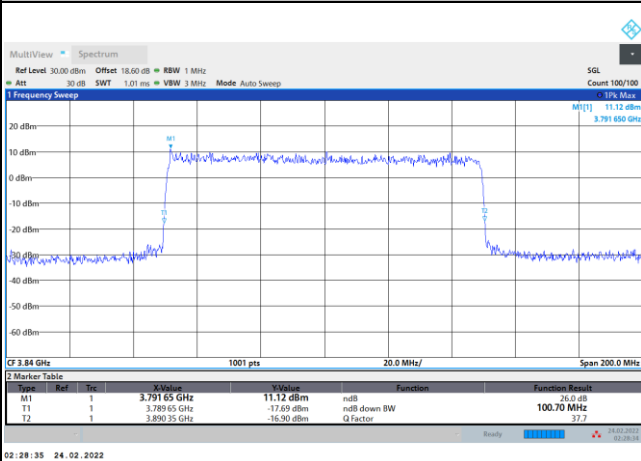 MultiView Spectrum
Ref Level 30.00 dBm Offset 18.60 dB RBW 1 MHz SGL
Att 30 dB SWT 1.01 ms VBW 3 MHz Mode Auto Sweep Count 100/100
1 Frequency Sweep 1Pk Max
M1[1] 11.12 dBm
3.791 650 GHz
20 dBm
M1
10 dBm
0 dBm
-10 dBm
T1
T2
-20 dBm
-30 dBm
-40 dBm
-50 dBm
-60 dBm
CF 3.84 GHz 1001 pts 20.0 MHz/ Span 200.0 MHz
2 Marker Table
Type Ref Trc X-Value Y-Value Function Function Result
M1 1 3.791 65 GHz 11.12 dBm ndB 26.0 dB
T1 1 3.789 65 GHz -17.69 dBm ndB down BW 100.70 MHz
T2 1 3.890 35 GHz -16.90 dBm Q Factor 37.7
Ready 24.02.2022
02:28:34
02:28:35 24.02.2022